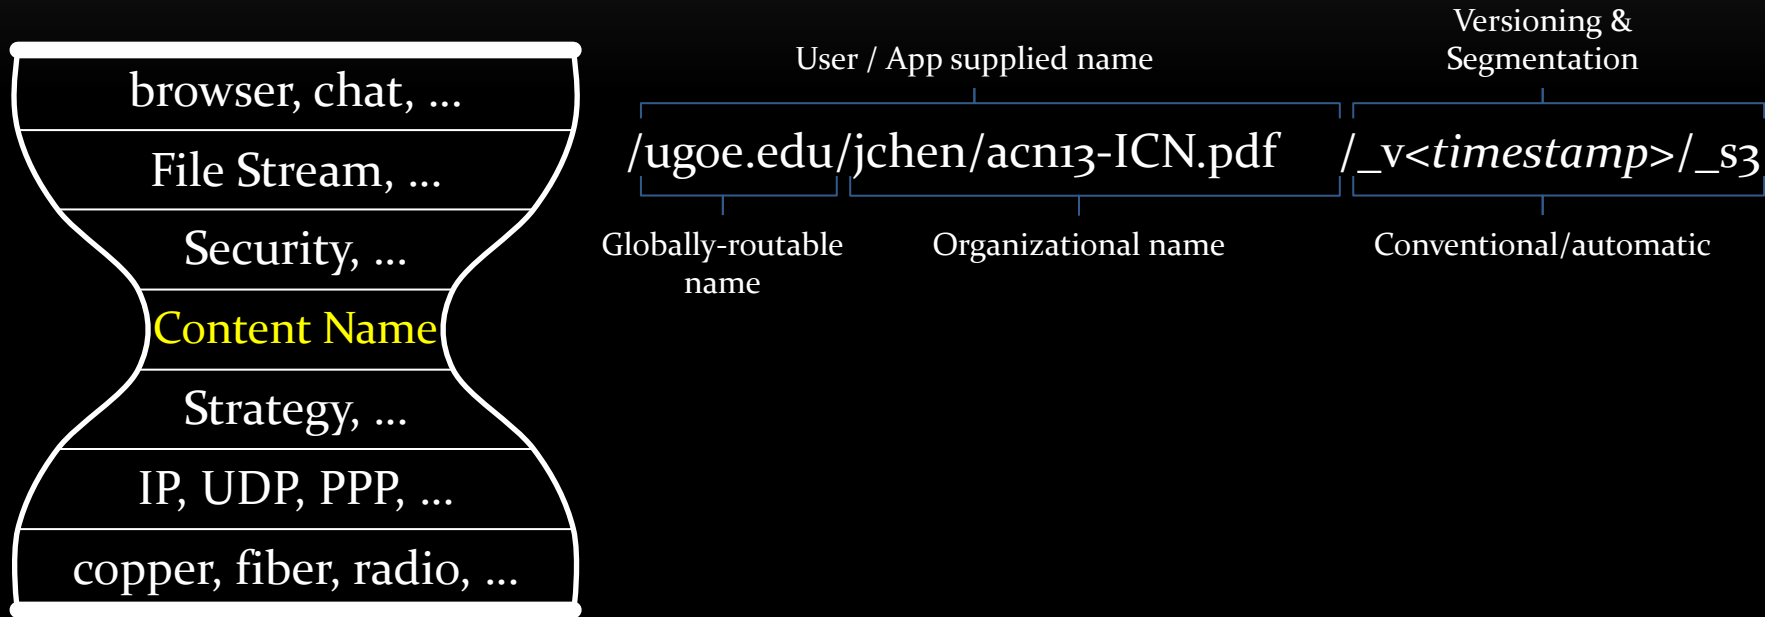 browser, chat, ...
File Stream, ...
Security, ...
Content Name
Strategy, ...
IP, UDP, PPP, ...
copper, fiber, radio, ...
User / App supplied name
Versioning &
Segmentation
/ugoe.edu/jchen/acn13-ICN.pdf /_v<timestamp>/_s3
Globally-routable
name
Organizational name
Conventional/automatic